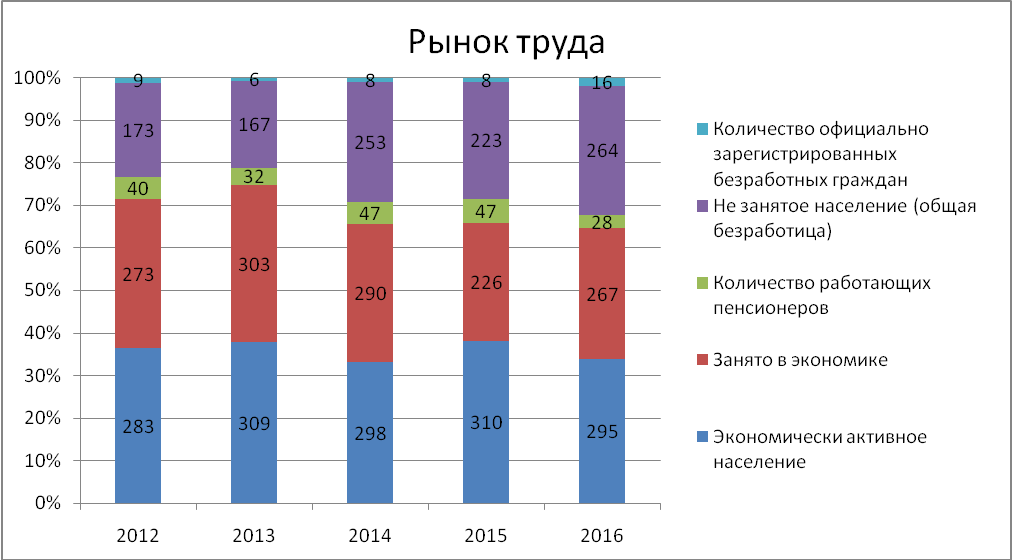 Рынок труда
100%
90%
80%
70%
60%
50%
40%
30%
20%
10%
0%
9 6 8 8 16
173 167 253 223 264
40 32 47 47 28
273 303 290 226 267
283 309 298 310 295
2012 2013 2014 2015 2016
Количество официально
зарегистрированных
безработных граждан
Не занятое население (общая
безработица)
Количество работающих
пенсионеров
Занято в экономике
Экономически активное
население